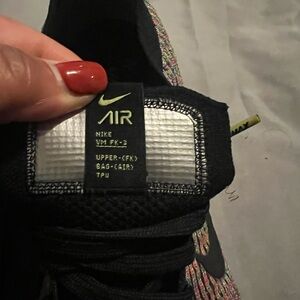 AIR
NIKE
VM FK-3
UPPER-(FK)
BAG-(AIR)
TPU